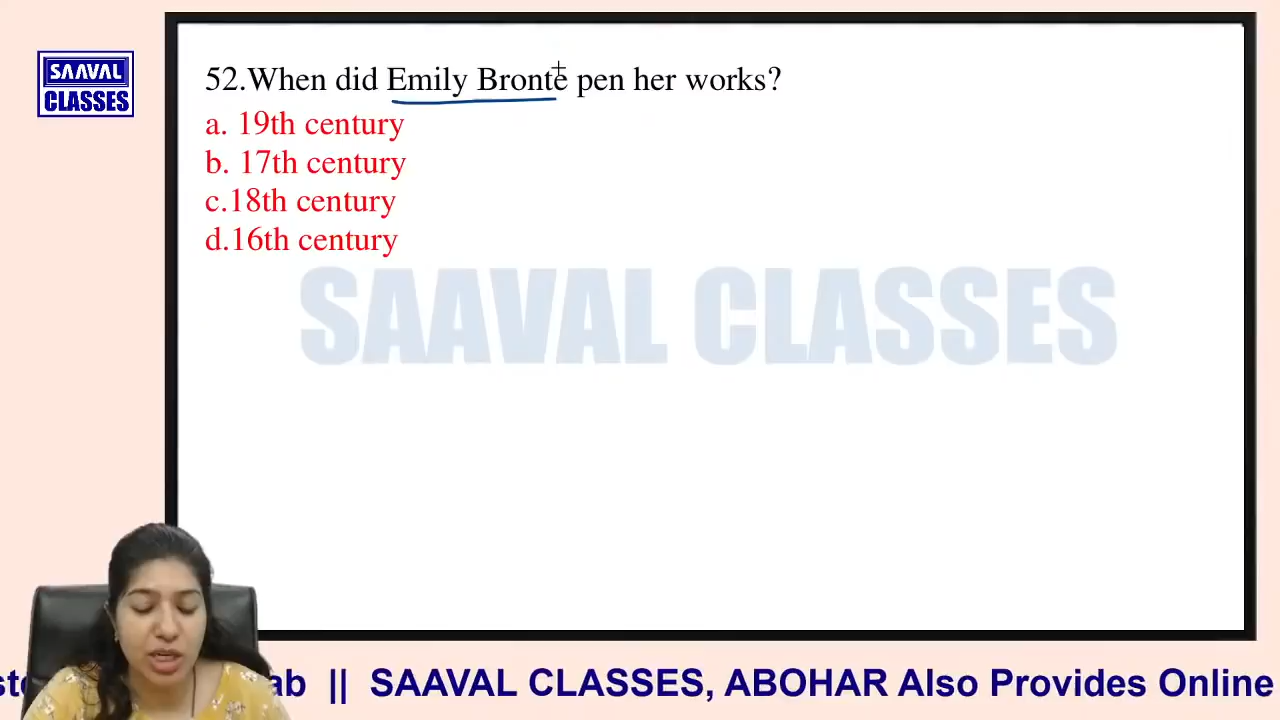 SAAVAL
CLASSES
52.When did Emily Bronte pen her works?
a. 19th century
b. 17th century
c.18th century
d.16th century
SAAVAL CLASSES
ab || SAAVAL CLASSES, ABOHAR Also Provides Online